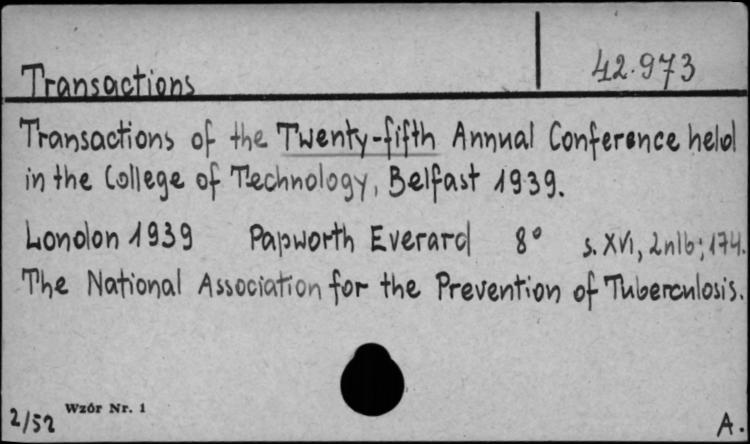 Transactions 42.973
Transactions of the Twenty-fifth Annual Conference held
in the College of Technology, Belfast 1939.
London 1939 Papworth Everard 8° s. XVI, 2nlb; 174.
The National Association for the Prevention of Tuberculosis.
Wzór Nr. 1
2/52 A.